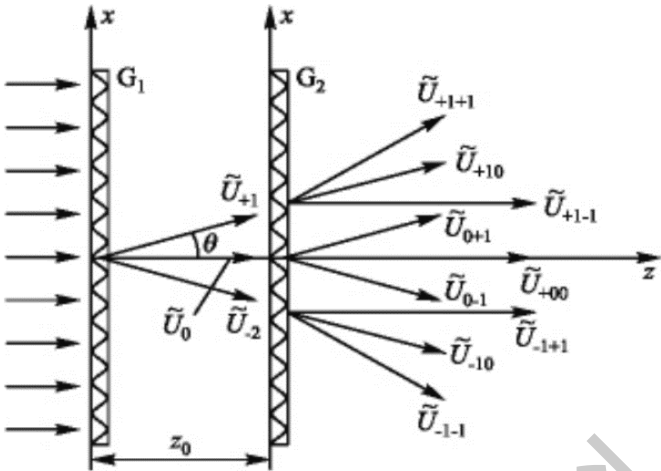 x
x
G₁
G₂
Ũ₊₁₊₁
Ũ₊₁₀
Ũ₊₁
Ũ₊₁₋₁
θ
Ũ₀₊₁
z
Ũ₀
Ũ₋₂
Ũ₀₋₁
Ũ₊₀₀
Ũ₋₁₊₁
Ũ₋₁₀
Ũ₋₁₋₁
z₀